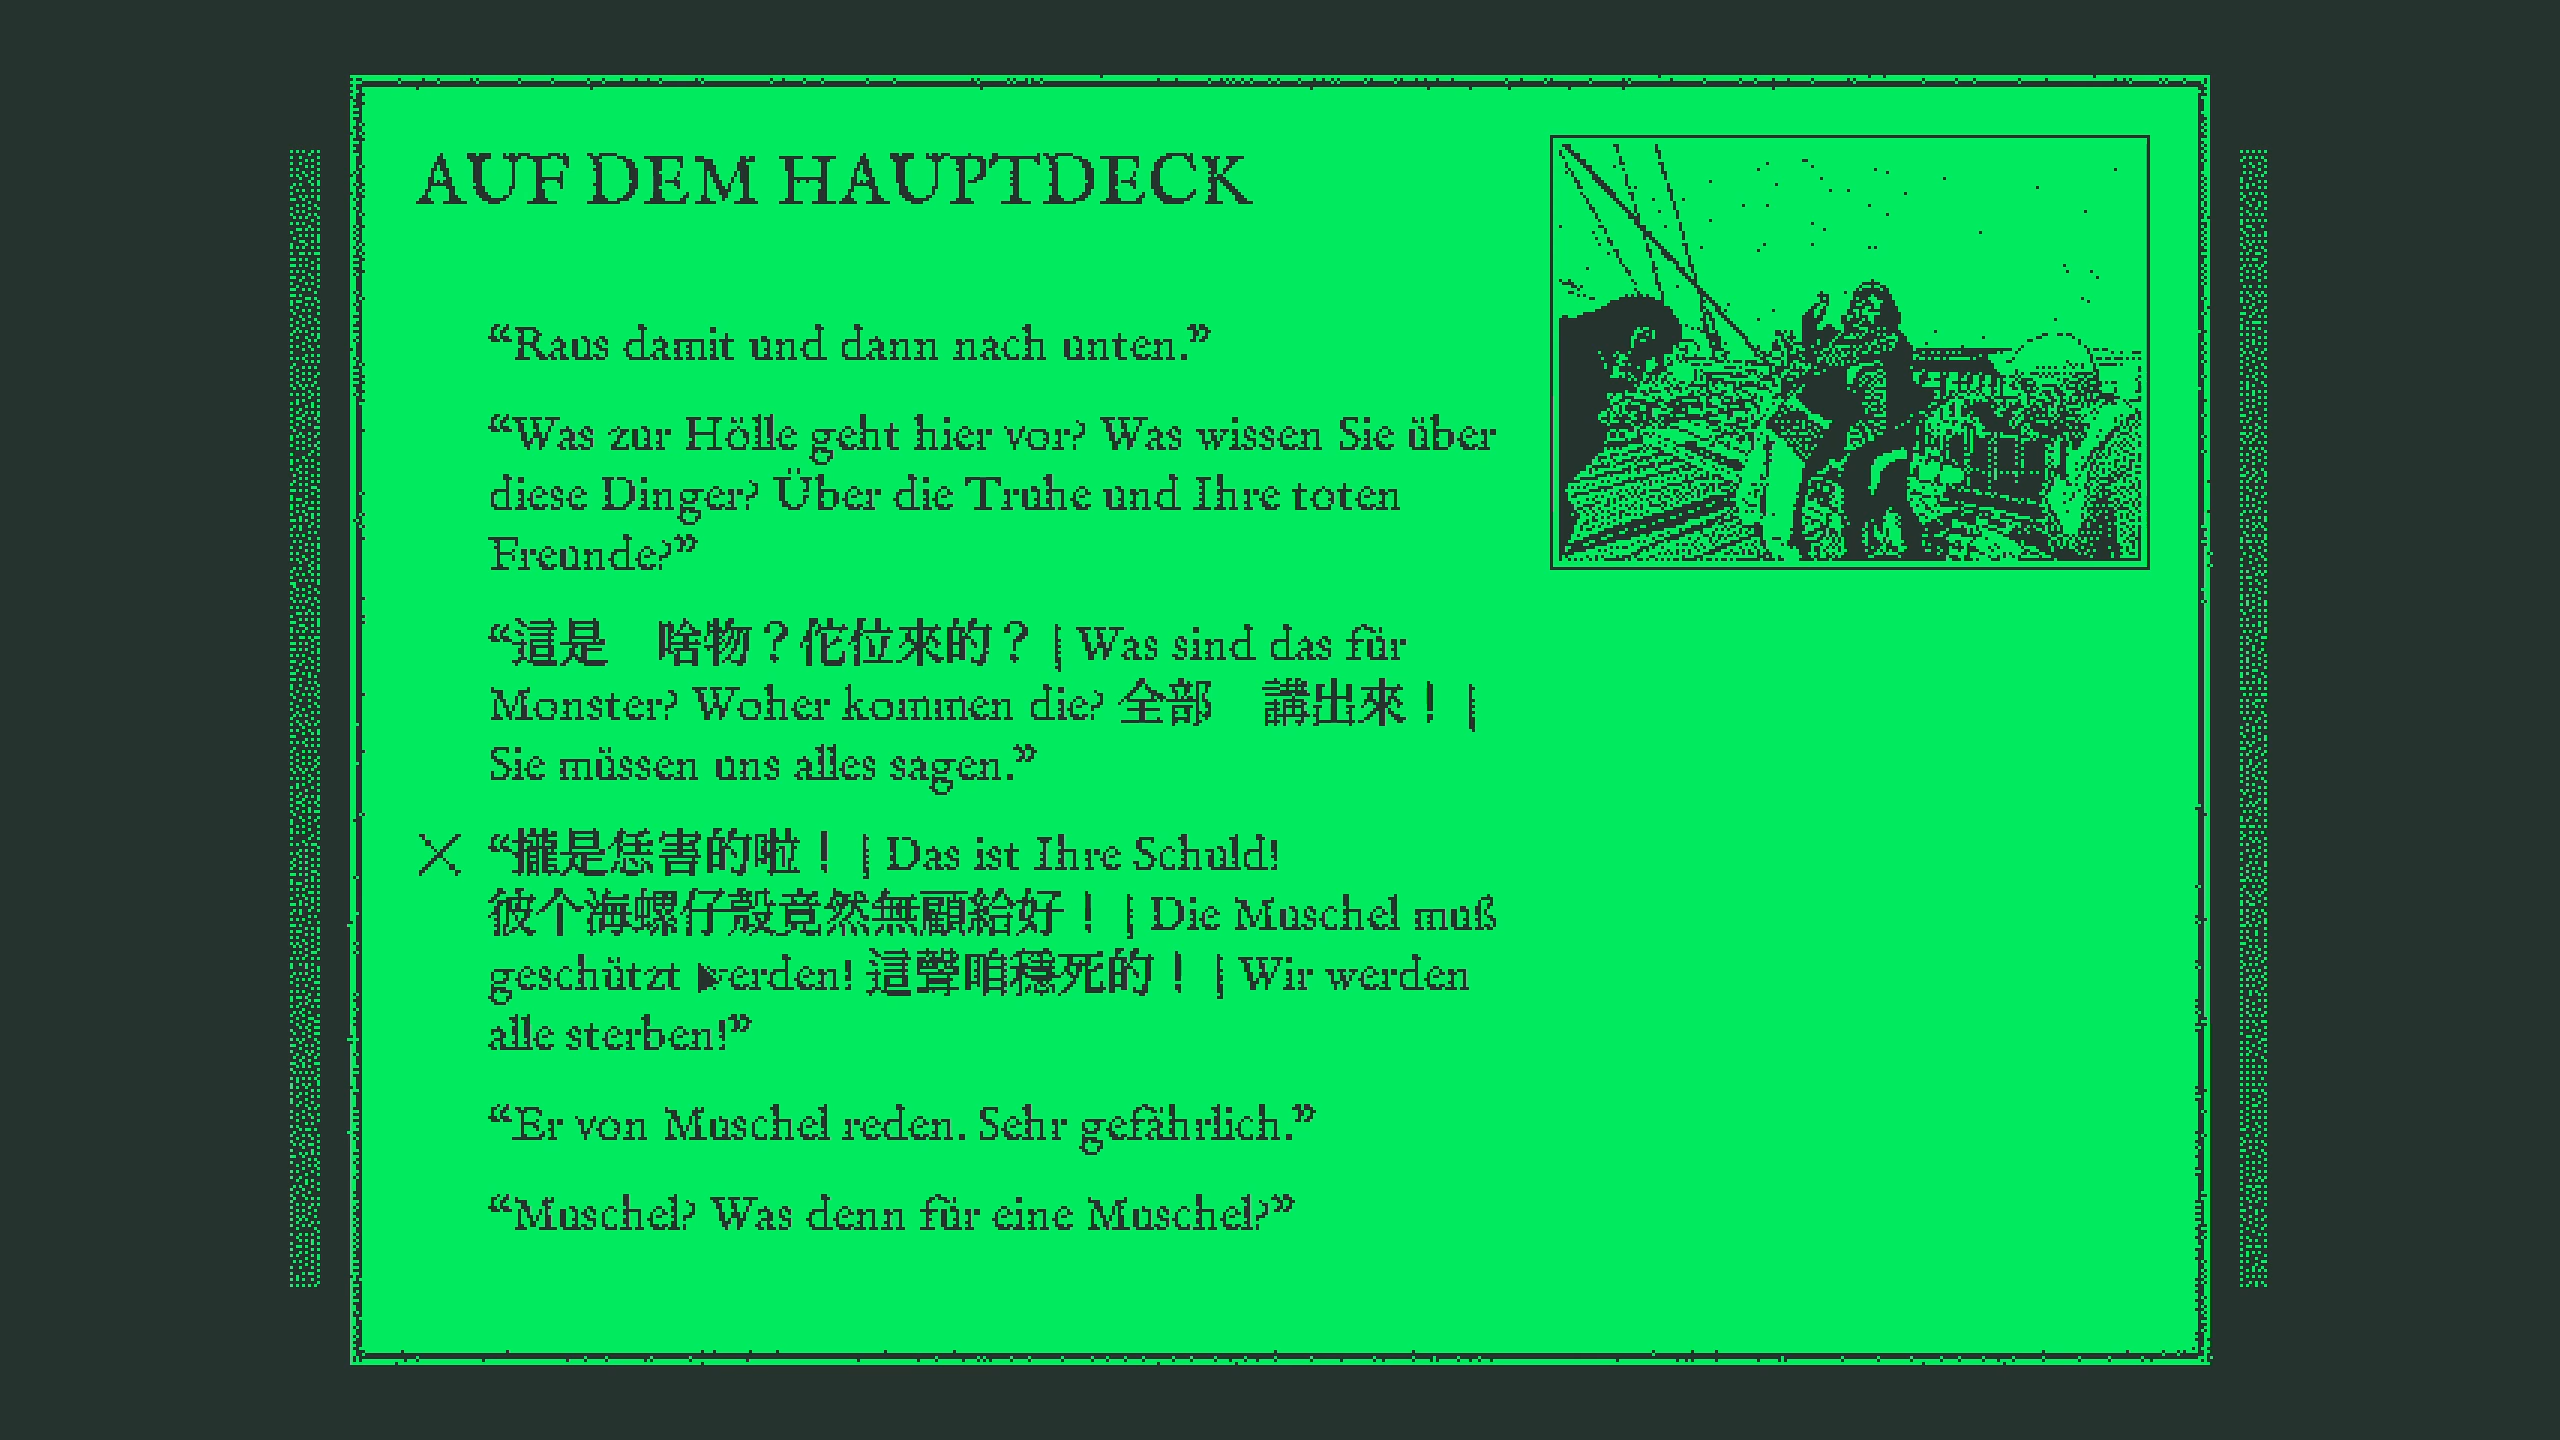 AUF DEM HAUPTDECK
“Raus damit und dann nach unten.”
“Was zur Hölle geht hier vor? Was wissen Sie über
diese Dinger? Über die Truhe und Ihre toten
Freunde?”
“這是　啥物？佗位來的？ | Was sind das für
Monster? Woher kommen die? 全部　講出來！ |
Sie müssen uns alles sagen.”
“攏是恁害的啦！ | Das ist Ihre Schuld!
彼个海螺仔殼竟然無顧給好！ | Die Muschel muß
geschützt werden! 這聲咱穩死的！ | Wir werden
alle sterben!”
“Er von Muschel reden. Sehr gefährlich.”
“Muschel? Was denn für eine Muschel?”